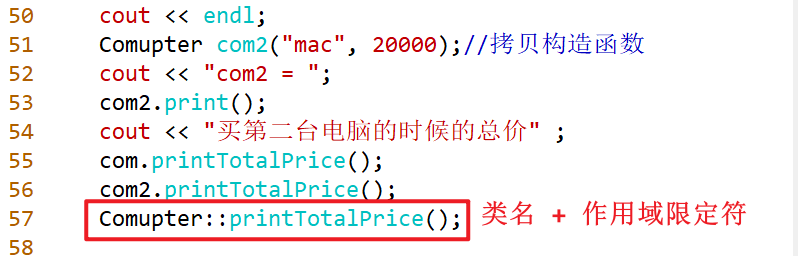 50 cout << endl;
51 Comupter com2("mac", 20000);//拷贝构造函数
52 cout << "com2 = ";
53 com2.print();
54 cout << "买第二台电脑的时候的总价" ;
55 com.printTotalPrice();
56 com2.printTotalPrice();
57 Comupter::printTotalPrice(); 类名 + 作用域限定符
58